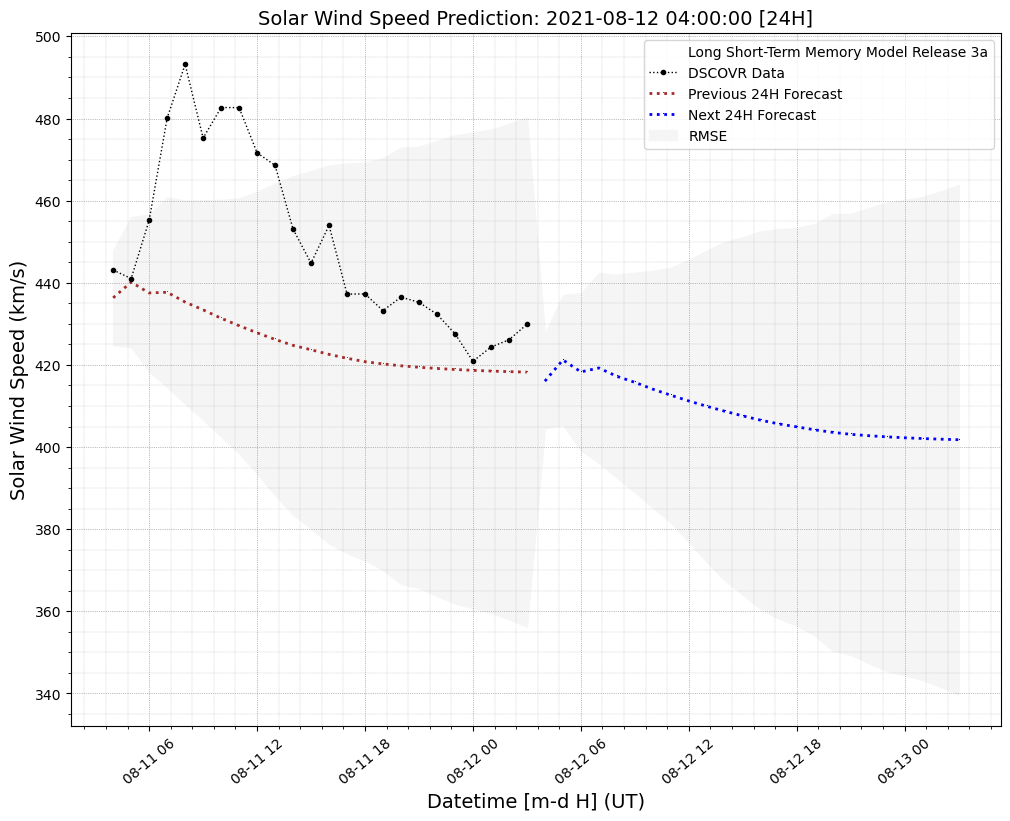 Solar Wind Speed Prediction: 2021-08-12 04:00:00 [24H]
Long Short-Term Memory Model Release 3a
DSCOVR Data
Previous 24H Forecast
Next 24H Forecast
RMSE
Solar Wind Speed (km/s)
500
480
460
440
420
400
380
360
340
08-11 06
08-11 12
08-11 18
08-12 00
08-12 06
08-12 12
08-12 18
08-13 00
Datetime [m-d H] (UT)